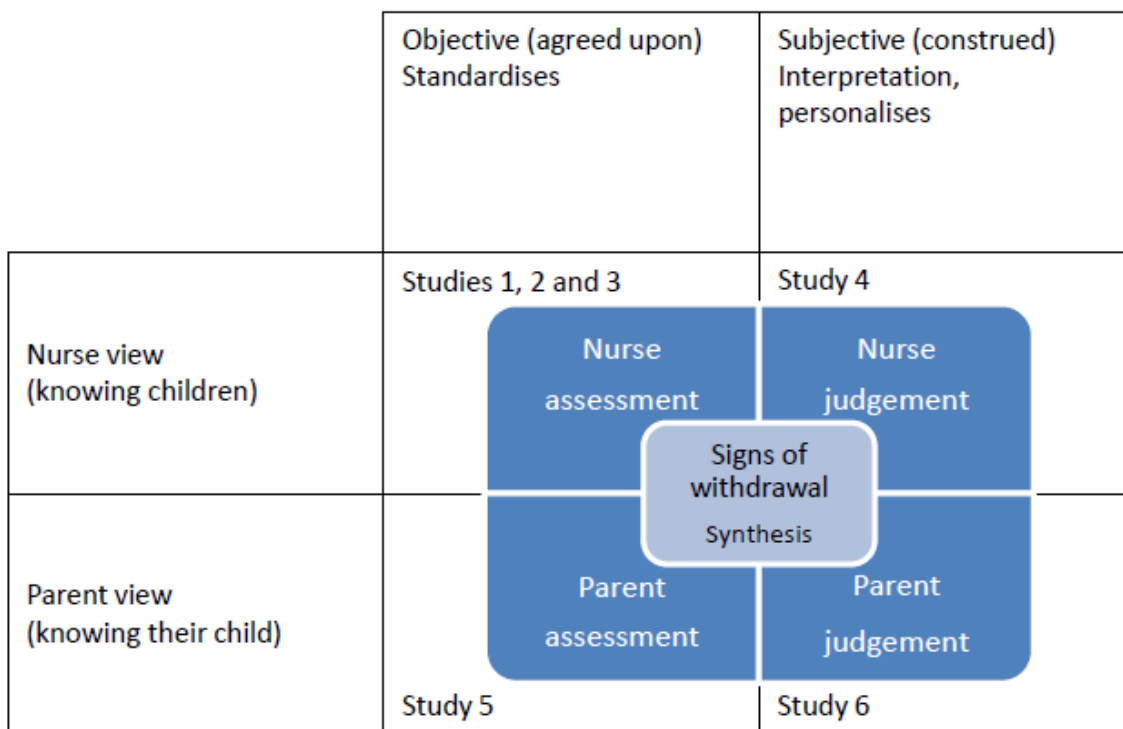 Objective (agreed upon)
Standardises
Subjective (construed)
Interpretation,
personalises
Nurse view
(knowing children)
Studies 1, 2 and 3
Nurse
assessment
Study 4
Nurse
judgement
Signs of
withdrawal
Synthesis
Parent view
(knowing their child)
Parent
assessment
Study 5
Parent
judgement
Study 6